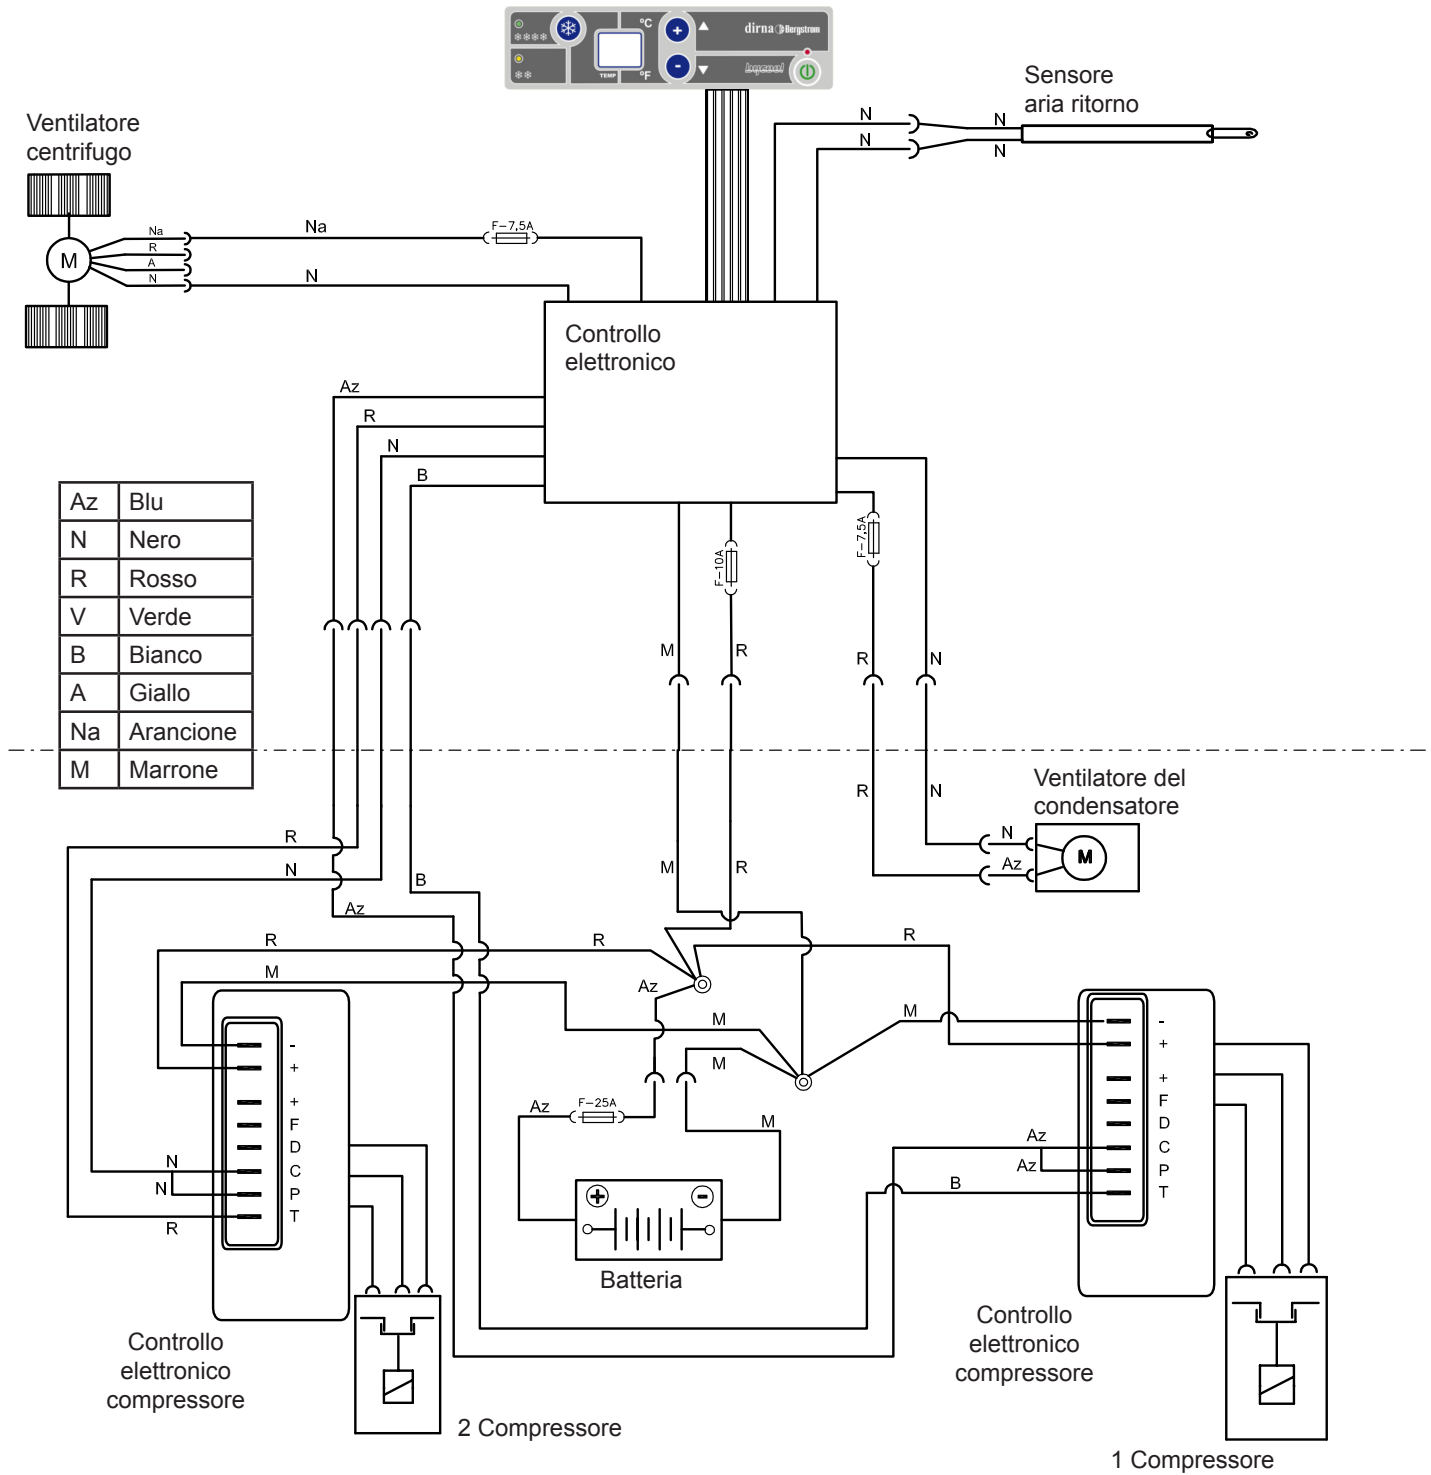 °C
°F
TEMP
+
-
dirna Bergstrom
bycool
Sensore
aria ritorno
N
N
N
N
Ventilatore
centrifugo
M
Na
R
A
N
Na
N
F-7,5A
Controllo
elettronico
Az
R
N
B
Az Blu
N Nero
R Rosso
V Verde
B Bianco
A Giallo
Na Arancione
M Marrone
F-10A
F-7,5A
M
R
R
N
R
N
Ventilatore del
condensatore
N
Az
M
R
N
B
Az
M
R
R
R
R
M
Az
M
M
M
Az
F-25A
M
+
-
Batteria
-
+
+
F
D
C
P
T
N
N
R
Controllo
elettronico
compressore
2 Compressore
-
+
+
F
D
C
P
T
Az
Az
B
Controllo
elettronico
compressore
1 Compressore